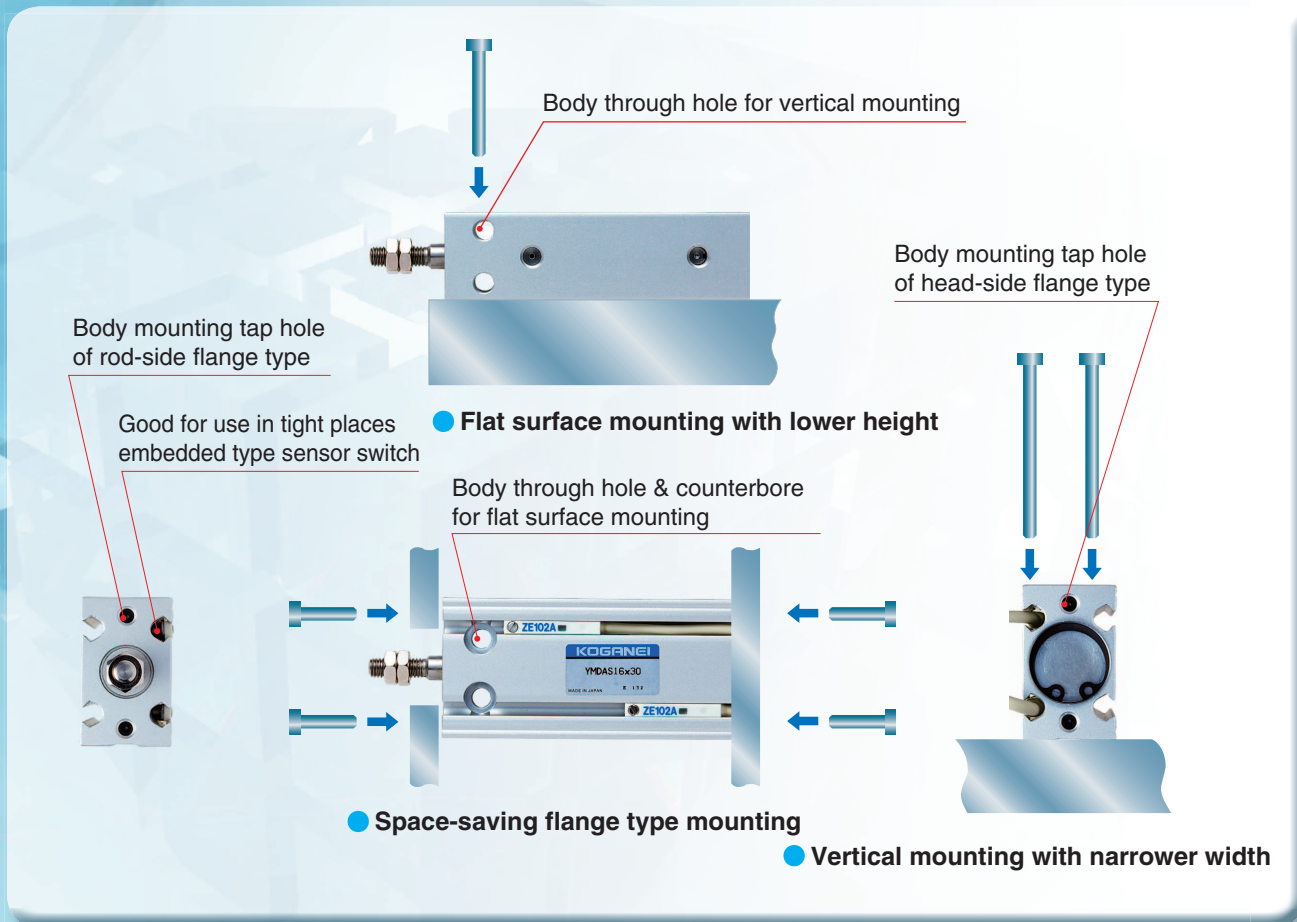 Body through hole for vertical mounting
Body mounting tap hole
of head-side flange type
Body mounting tap hole
of rod-side flange type
Good for use in tight places
embedded type sensor switch
Flat surface mounting with lower height
Body through hole & counterbore
for flat surface mounting
ZE102A
KOGANEI
YMDAS16x30
MADE IN JAPAN
ZE102A
Space-saving flange type mounting
Vertical mounting with narrower width